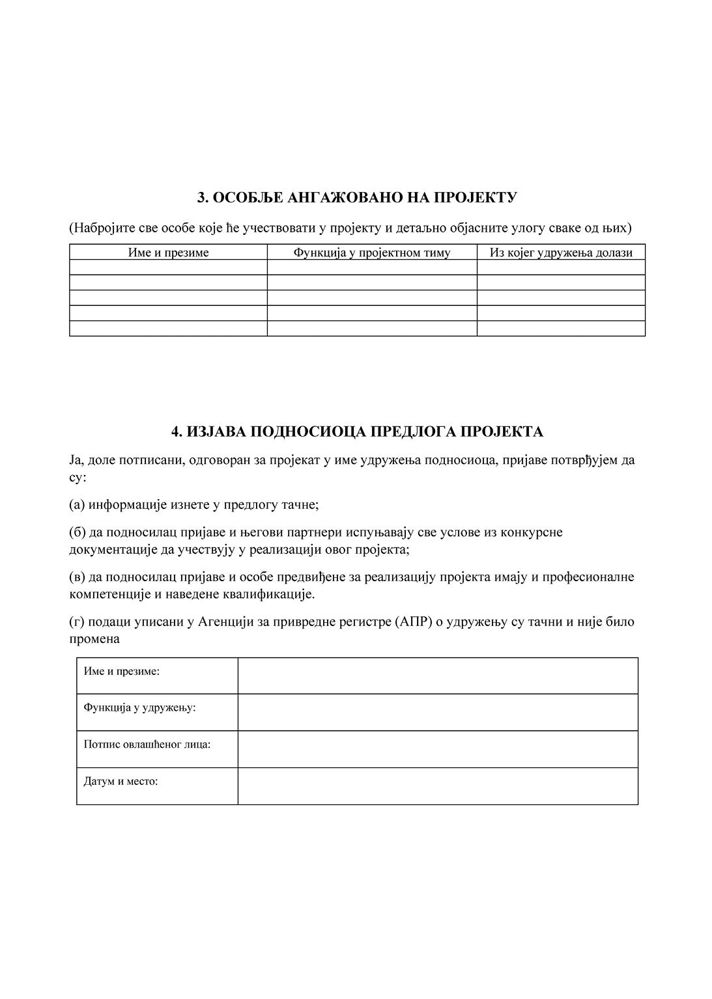 3. ОСОБЉЕ АНГАЖОВАНО НА ПРОЈЕКТУ
(Набројите све особе које ће учествовати у пројекту и детаљно објасните улогу сваке од њих)
Име и презиме Функција у пројектном тиму Из којег удружења долази
4. ИЗЈАВА ПОДНОСИОЦА ПРЕДЛОГА ПРОЈЕКТА
Ја, доле потписани, одговоран за пројекат у име удружења подносиоца, пријаве потврђујем да
су:
(а) информације изнете у предлогу тачне;
(б) да подносилац пријаве и његови партнери испуњавају све услове из конкурсне
документације да учествују у реализацији овог пројекта;
(в) да подносилац пријаве и особе предвиђене за реализацију пројекта имају и професионалне
компетенције и наведене квалификације.
(г) подаци уписани у Агенцији за привредне регистре (АПР) о удружењу су тачни и није било
промена
Име и презиме:
Функција у удружењу:
Потпис овлашћеног лица:
Датум и место: